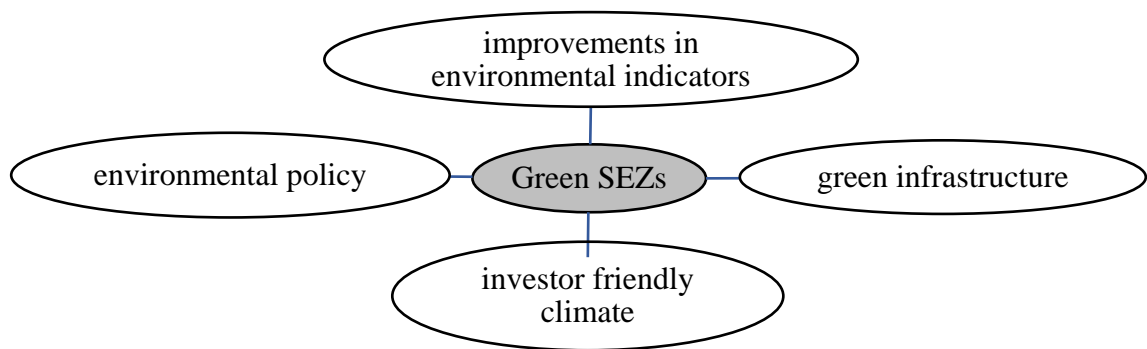 improvements in
environmental indicators
environmental policy
Green SEZs
green infrastructure
investor friendly
climate